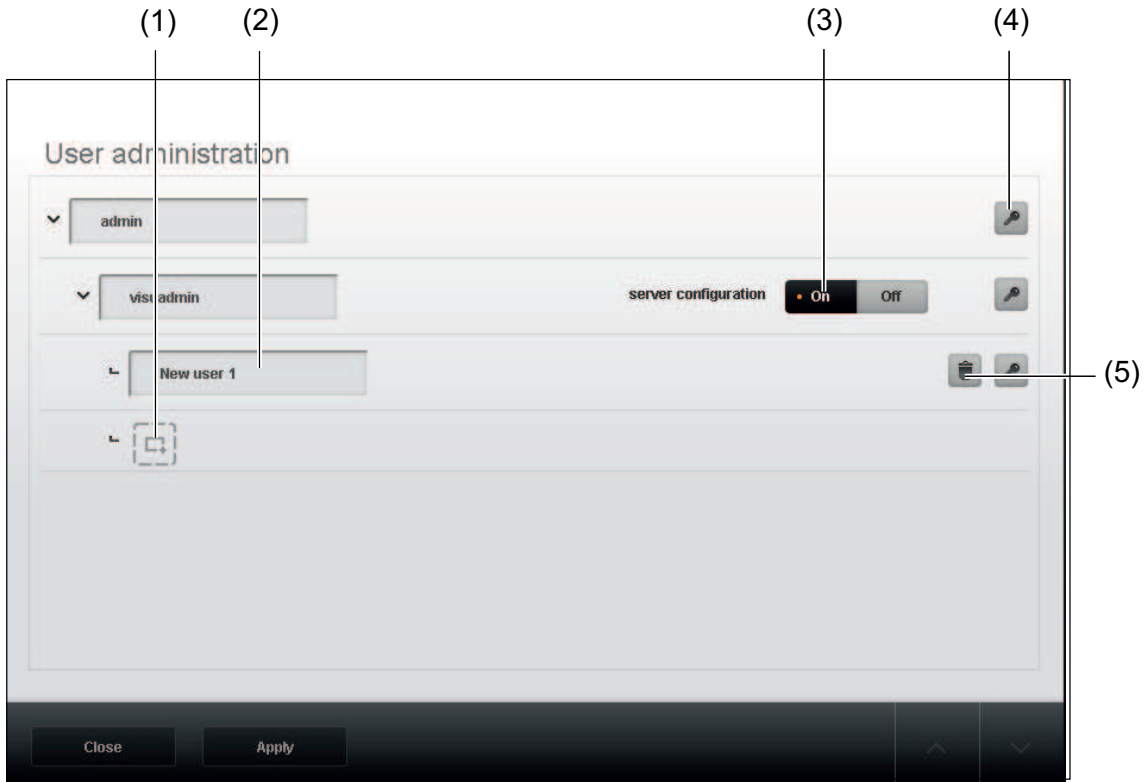 (1) (2) (3) (4)
User administration
admin
visuadmin server configuration On Off
New user 1
(5)
Close Apply